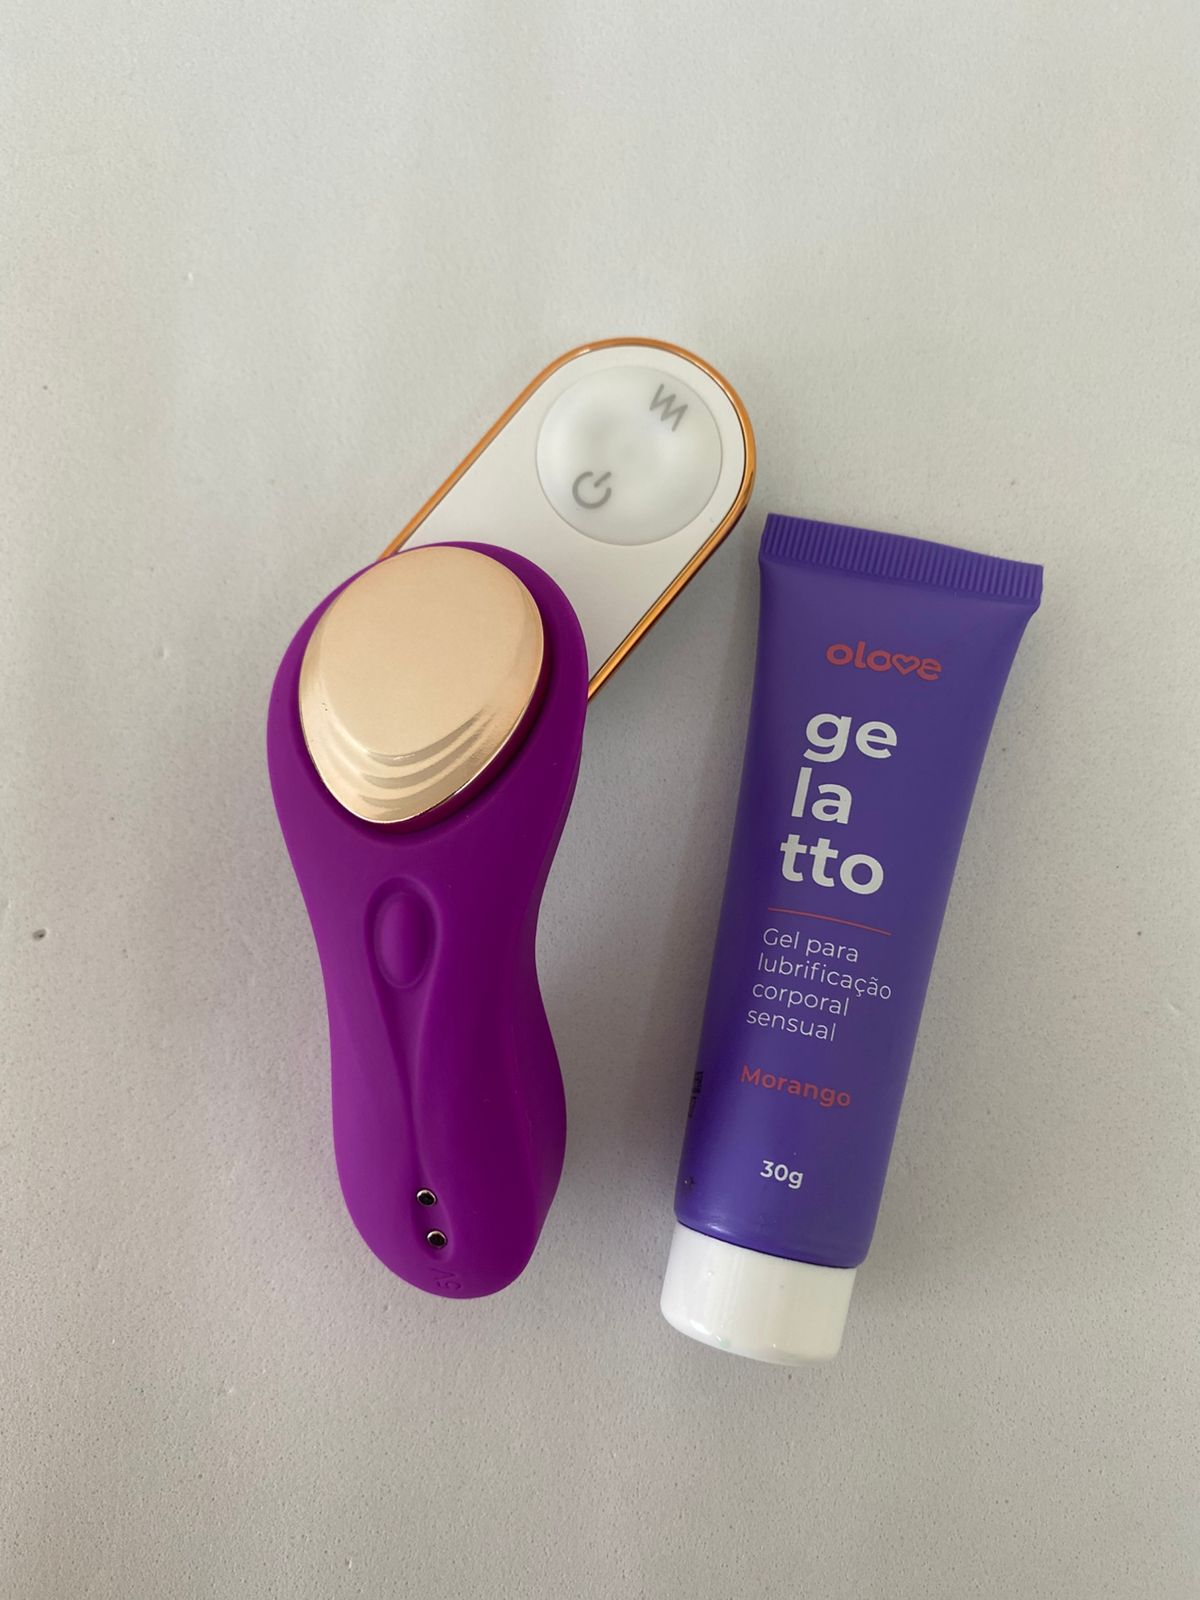 olove
ge
la
tto
Gel para
lubrificação
corporal
sensual
Morango
30g